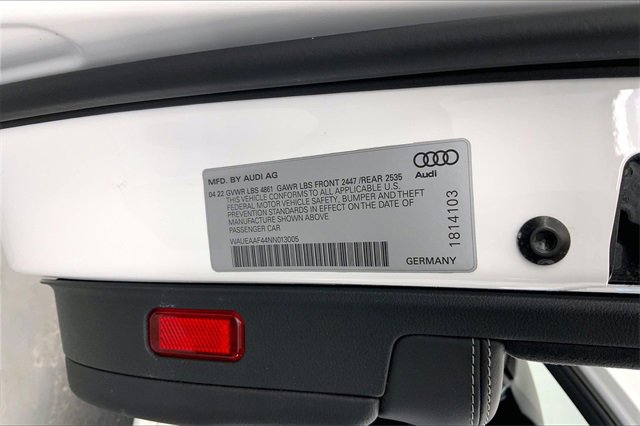 MFD. BY AUDI AG
04.22 GVWR LBS 4861 GAWR LBS FRONT 2447 /REAR 2535
THIS VEHICLE CONFORMS TO ALL APPLICABLE U.S.
FEDERAL MOTOR VEHICLE SAFETY, BUMPER AND THEFT
PREVENTION STANDARDS IN EFFECT ON THE DATE OF
MANUFACTURE SHOWN ABOVE
PASSENGER CAR
WAUEAAF44NN013005
Audi
1814103
GERMANY